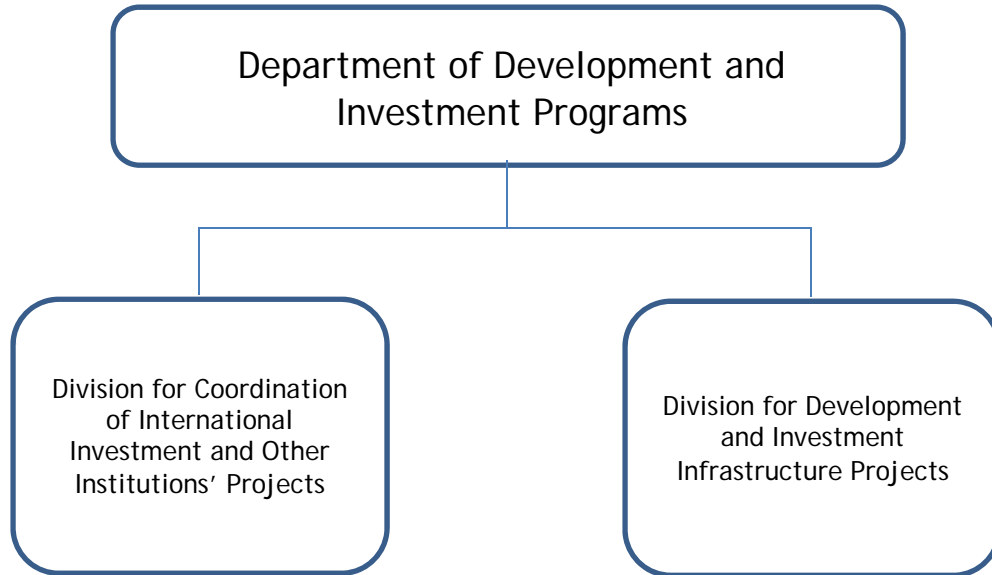 Department of Development and
Investment Programs
Division for Coordination
of International
Investment and Other
Institutions’ Projects
Division for Development
and Investment
Infrastructure Projects